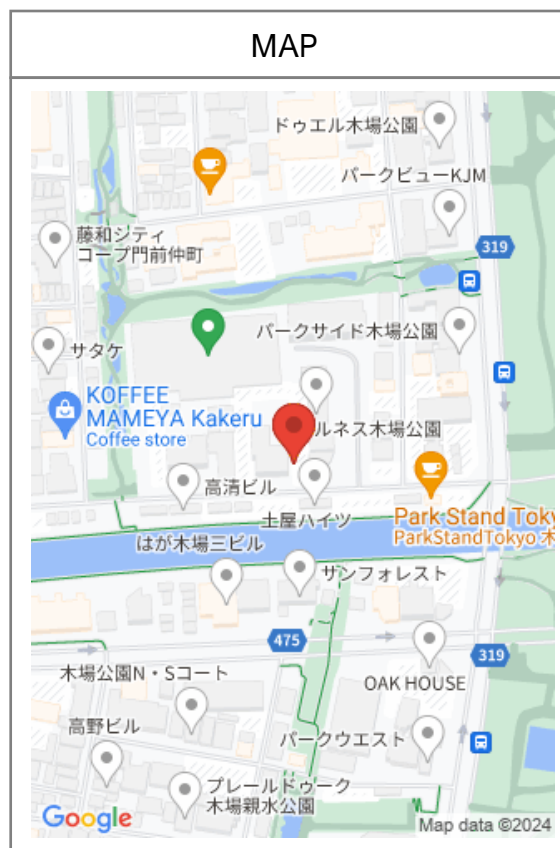 MAP
ドゥエル木場公園
パークビューKJM
藤和シティ
コープ門前仲町
319
パークサイド木場公園
サタケ
KOFFEE
MAMEYA Kakeru
Coffee store
ルネス木場公園
高清ビル
土屋ハイツ
Park Stand Toky
ParkStandTokyo 木
はが木場三ビル
サンフォレスト
475
319
木場公園N・Sコート
OAK HOUSE
高野ビル
パークウエスト
プレールドゥーク
木場親水公園
Google
Map data ©2024